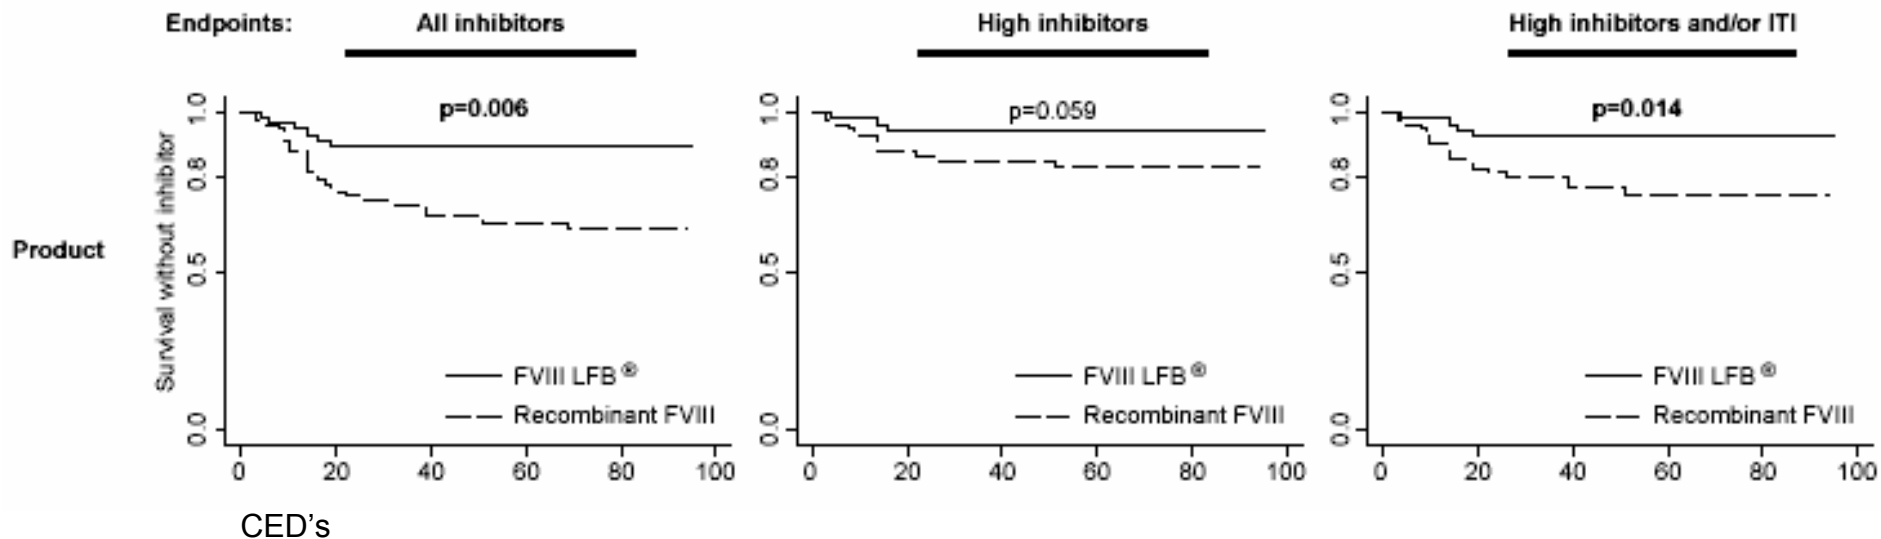 Endpoints: All inhibitors High inhibitors High inhibitors and/or ITI
p=0.006 p=0.059 p=0.014
Product
Survival without inhibitor
1.0 0.8 0.5 0.0
1.0 0.8 0.5 0.0
1.0 0.8 0.5 0.0
FVIII LFB® FVIII LFB® FVIII LFB®
Recombinant FVIII Recombinant FVIII Recombinant FVIII
0 20 40 60 80 100 0 20 40 60 80 100 0 20 40 60 80 100
CED’s